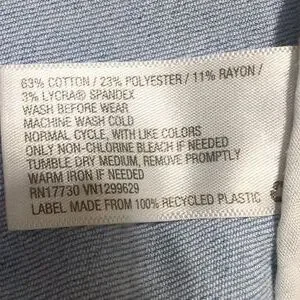 63% COTTON / 23% POLYESTER / 11% RAYON /
3% LYCRA® SPANDEX
WASH BEFORE WEAR
MACHINE WASH COLD
NORMAL CYCLE, WITH LIKE COLORS
ONLY NON-CHLORINE BLEACH IF NEEDED
TUMBLE DRY MEDIUM, REMOVE PROMPTLY
WARM IRON IF NEEDED
RN17730 VN1299629
LABEL MADE FROM 100% RECYCLED PLASTIC